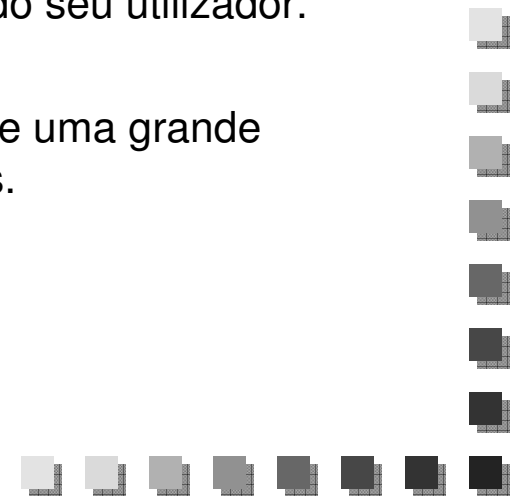 do seu utilizador.
e uma grande
s.